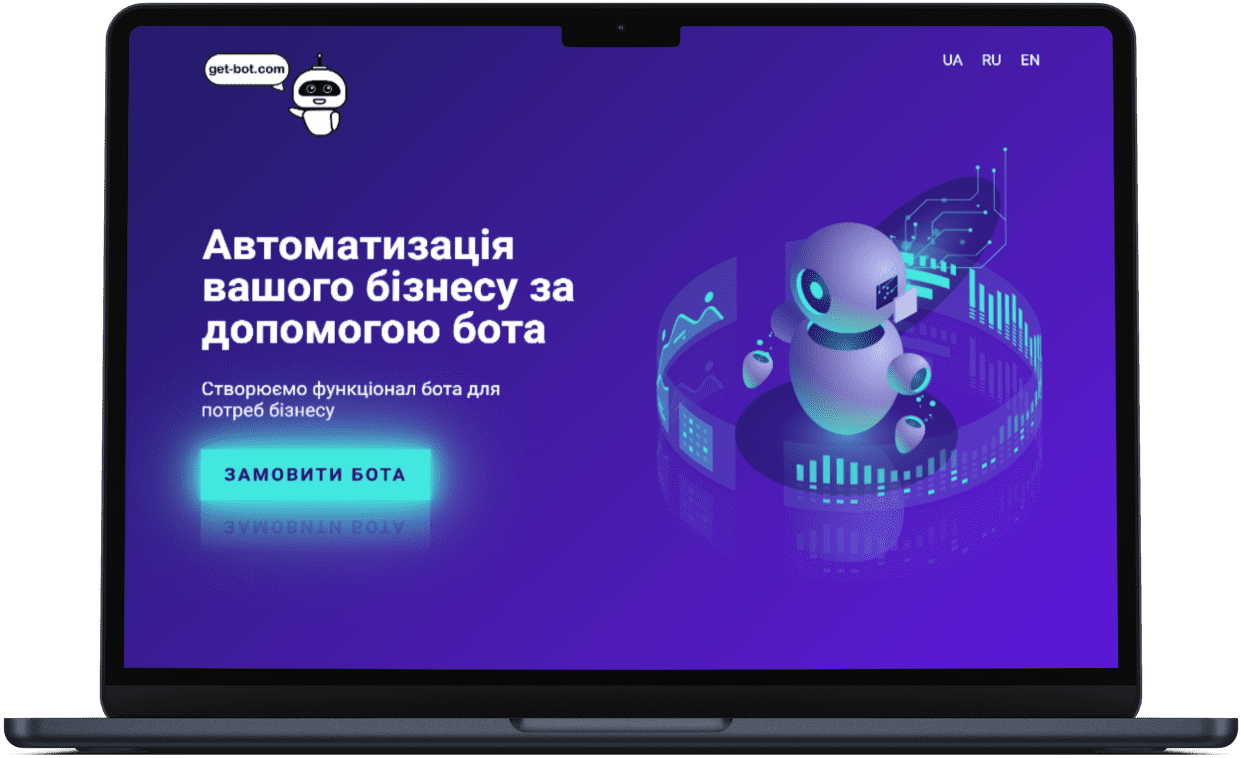 get-bot.com
UA RU EN
Автоматизація
вашого бізнесу за
допомогою бота
Створюємо функціонал бота для
потреб бізнесу
ЗАМОВИТИ БОТА